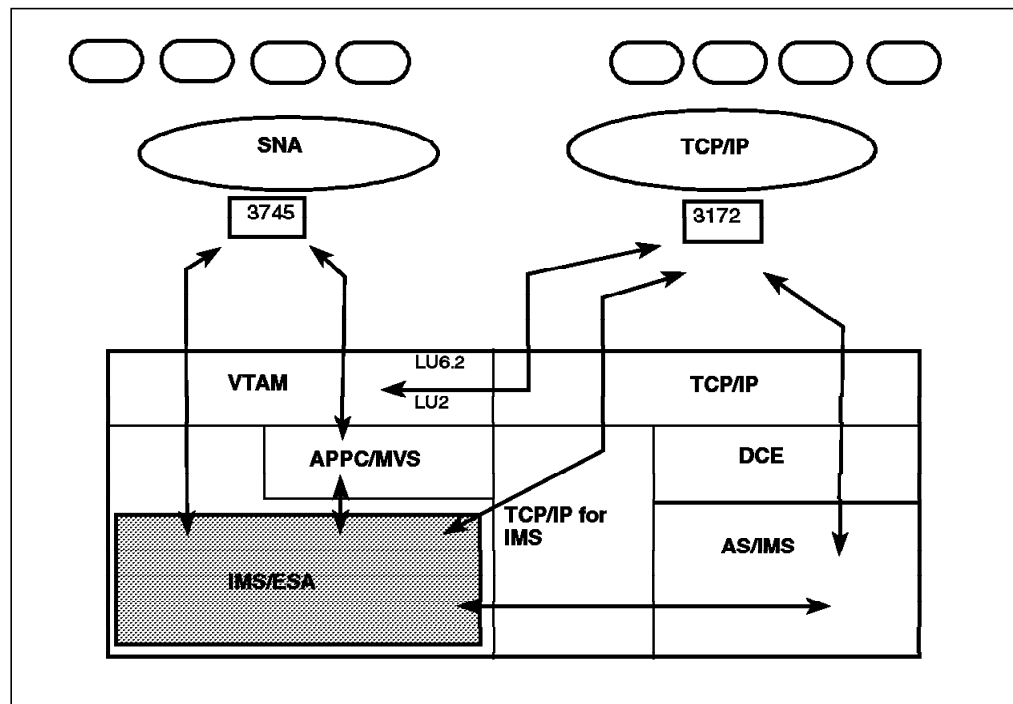 SNA
TCP/IP
3745
3172
LU6.2
VTAM
LU2
TCP/IP
APPC/MVS
DCE
TCP/IP for
IMS
AS/IMS
IMS/ESA